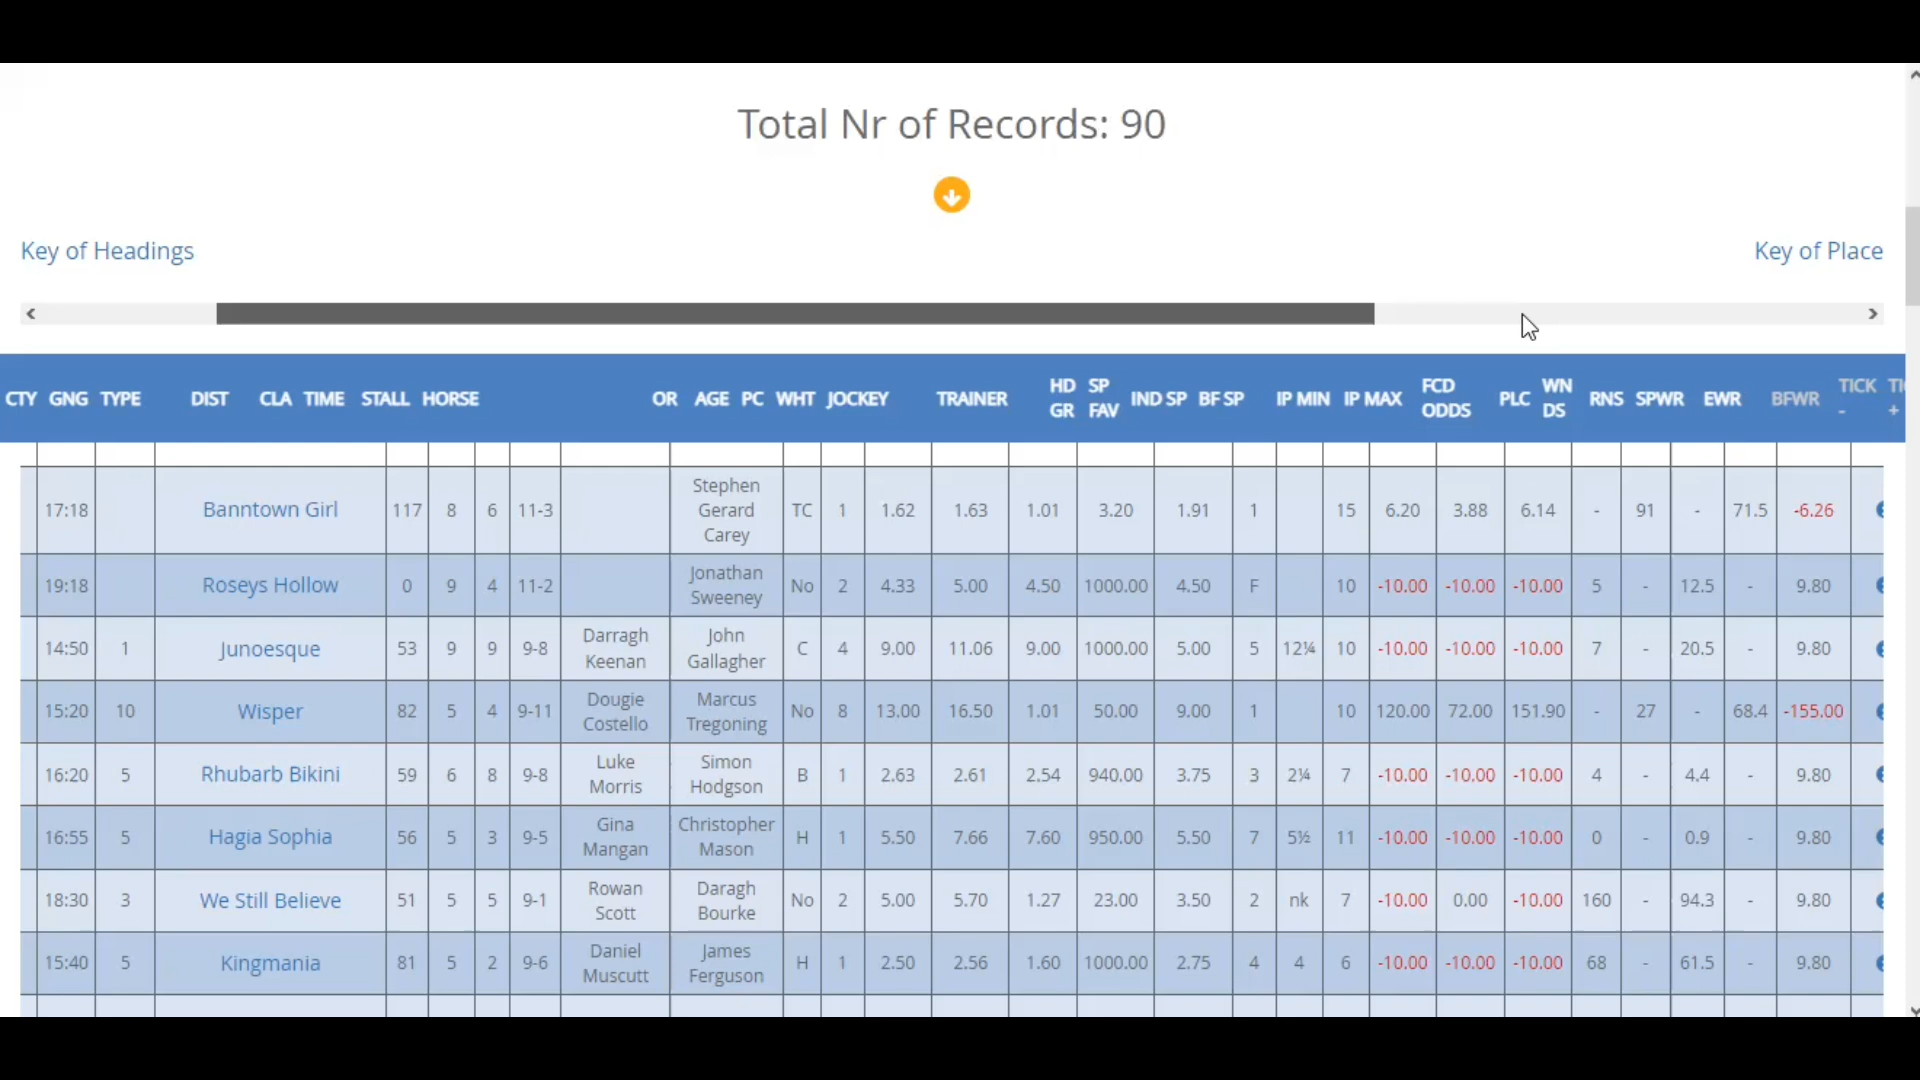 Total Nr of Records: 90
Key of Headings
Key of Place
CTY GNG TYPE DIST CLA TIME STALL HORSE OR AGE PC WHT JOCKEY TRAINER HD GR SP FAV IND SP BF SP IP MIN IP MAX FCD ODDS PLC WN DS RNS SPWR EWR BFWR TICK - +
17:18 Banntown Girl 117 8 6 11-3 Stephen Gerard Carey TC 1 1.62 1.63 1.01 3.20 1.91 1 15 6.20 3.88 6.14 - 91 - 71.5 -6.26
19:18 Roseys Hollow 0 9 4 11-2 Jonathan Sweeney No 2 4.33 5.00 4.50 1000.00 4.50 F 10 -10.00 -10.00 -10.00 5 - 12.5 - 9.80
14:50 1 Junoesque 53 9 9 9-8 Darragh Keenan John Gallagher C 4 9.00 11.06 9.00 1000.00 5.00 5 12¼ 10 -10.00 -10.00 -10.00 7 - 20.5 - 9.80
15:20 10 Wisper 82 5 4 9-11 Dougie Costello Marcus Tregoning No 8 13.00 16.50 1.01 50.00 9.00 1 10 120.00 72.00 151.90 - 27 - 68.4 -155.00
16:20 5 Rhubarb Bikini 59 6 8 9-8 Luke Morris Simon Hodgson B 1 2.63 2.61 2.54 940.00 3.75 3 2¼ 7 -10.00 -10.00 -10.00 4 - 4.4 - 9.80
16:55 5 Hagia Sophia 56 5 3 9-5 Gina Mangan Christopher Mason H 1 5.50 7.66 7.60 950.00 5.50 7 5½ 11 -10.00 -10.00 -10.00 0 - 0.9 - 9.80
18:30 3 We Still Believe 51 5 5 9-1 Rowan Scott Daragh Bourke No 2 5.00 5.70 1.27 23.00 3.50 2 nk 7 -10.00 0.00 -10.00 160 - 94.3 - 9.80
15:40 5 Kingmania 81 5 2 9-6 Daniel Muscutt James Ferguson H 1 2.50 2.56 1.60 1000.00 2.75 4 4 6 -10.00 -10.00 -10.00 68 - 61.5 - 9.80